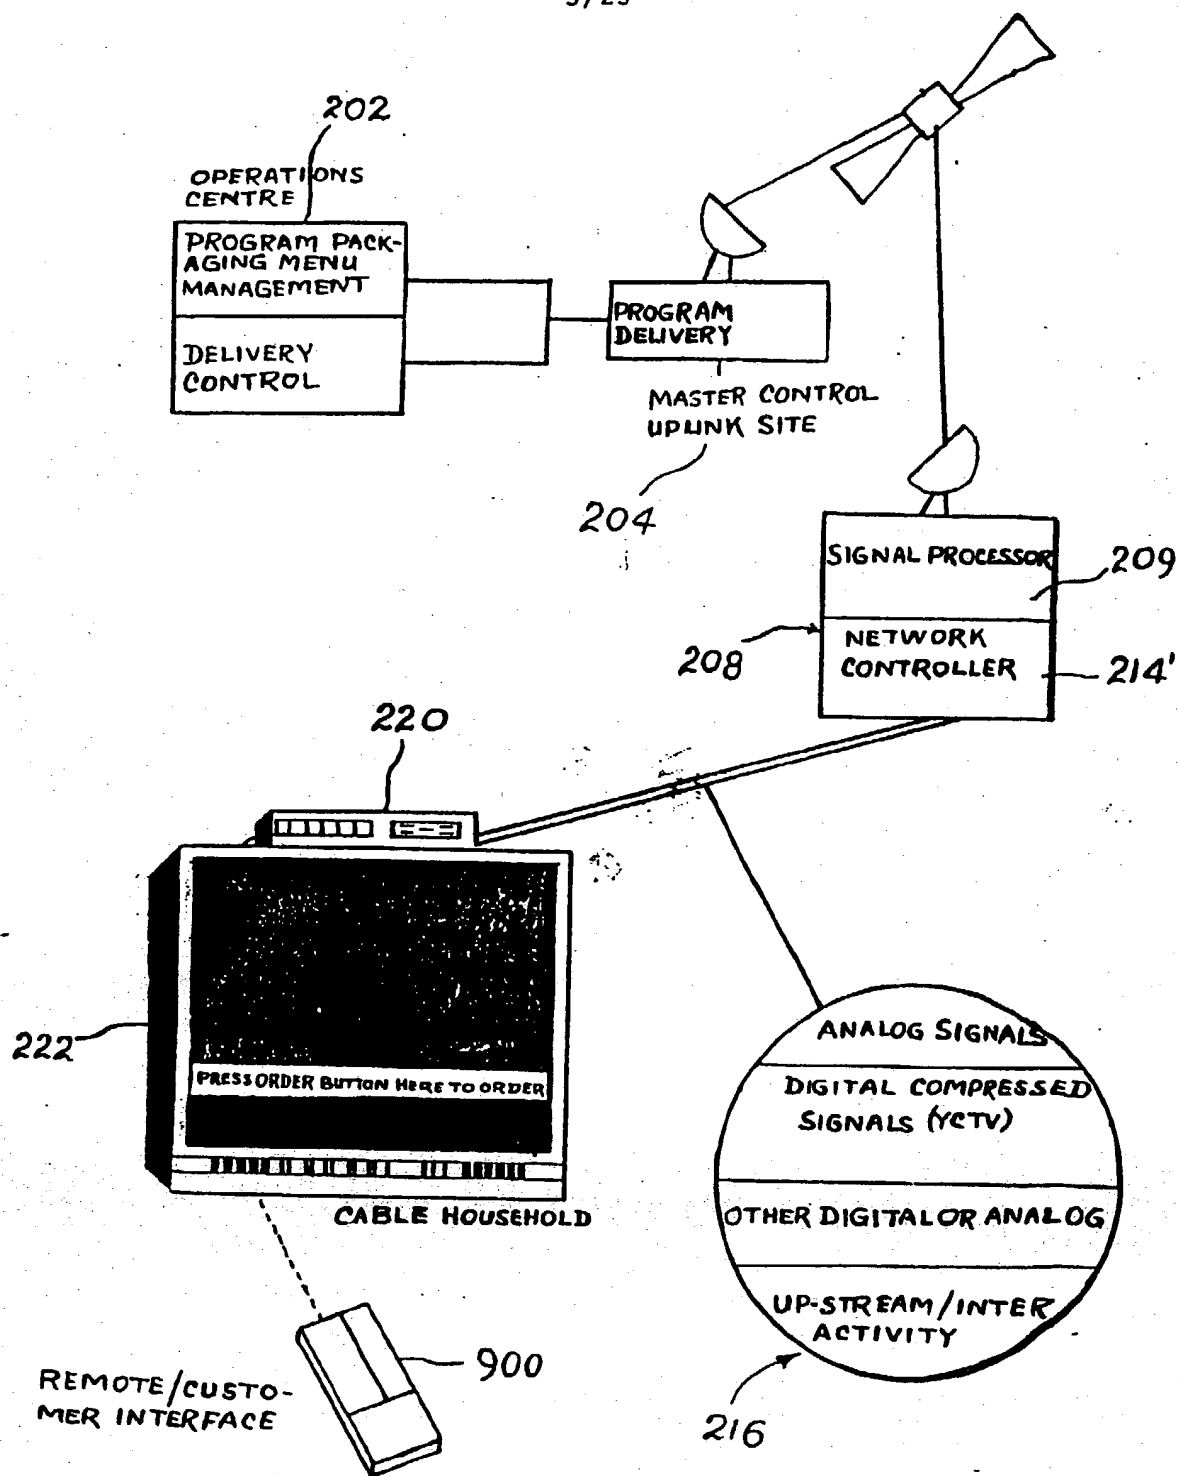 202
OPERATIONS
CENTRE
PROGRAM PACK-
AGING MENU
MANAGEMENT
DELIVERY
CONTROL
PROGRAM
DELIVERY
MASTER CONTROL
UPLINK SITE
204
SIGNAL PROCESSOR
209
208
NETWORK
CONTROLLER
214'
220
222
PRESS ORDER BUTTON HERE TO ORDER
CABLE HOUSEHOLD
ANALOG SIGNALS
DIGITAL COMPRESSED
SIGNALS (YCTV)
OTHER DIGITAL OR ANALOG
UP-STREAM/INTER
ACTIVITY
216
900
REMOTE/CUSTO-
MER INTERFACE